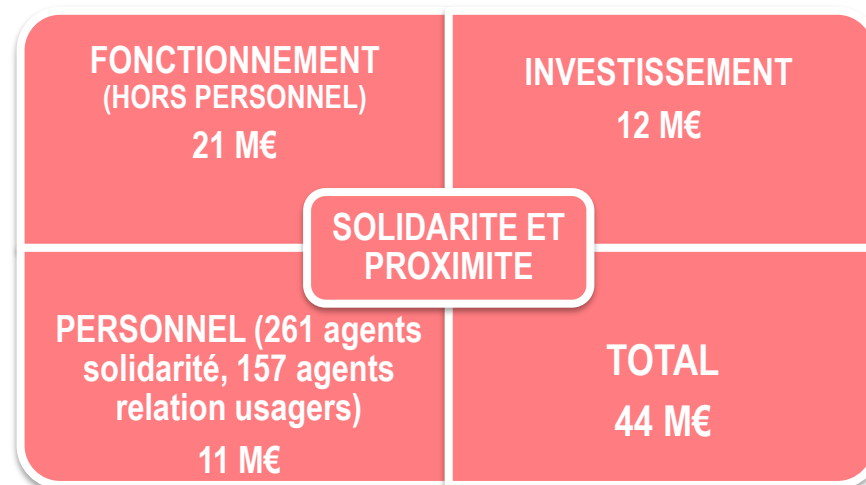 FONCTIONNEMENT
(HORS PERSONNEL)
21 M€
INVESTISSEMENT
12 M€
SOLIDARITE ET
PROXIMITE
PERSONNEL (261 agents
solidarité, 157 agents
relation usagers)
11 M€
TOTAL
44 M€